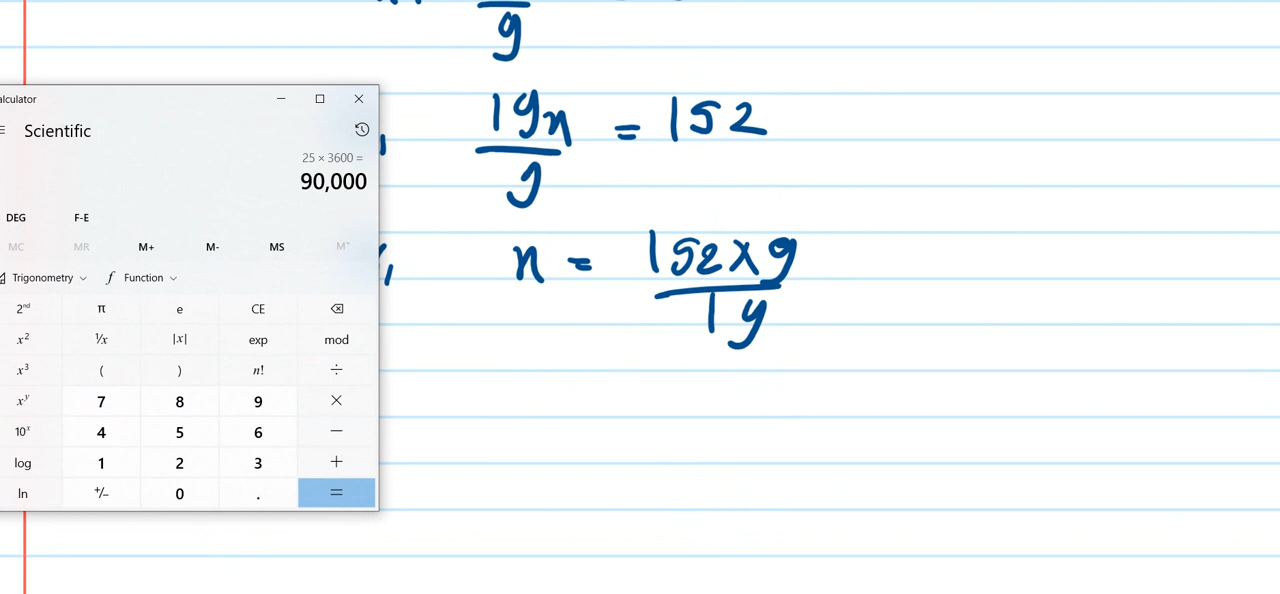 9
19x = 152
9
x = 152 x 9
19
Calculator
Scientific
25 × 3600 =
90,000
DEG F-E
MC MR M+ M- MS M˅
Trigonometry f Function
2nd π e CE ⌫
x² ¹/x |x| exp mod
x³ ( ) n! ÷
xʸ 7 8 9 ×
10ˣ 4 5 6 −
log 1 2 3 +
ln +/− 0 . =